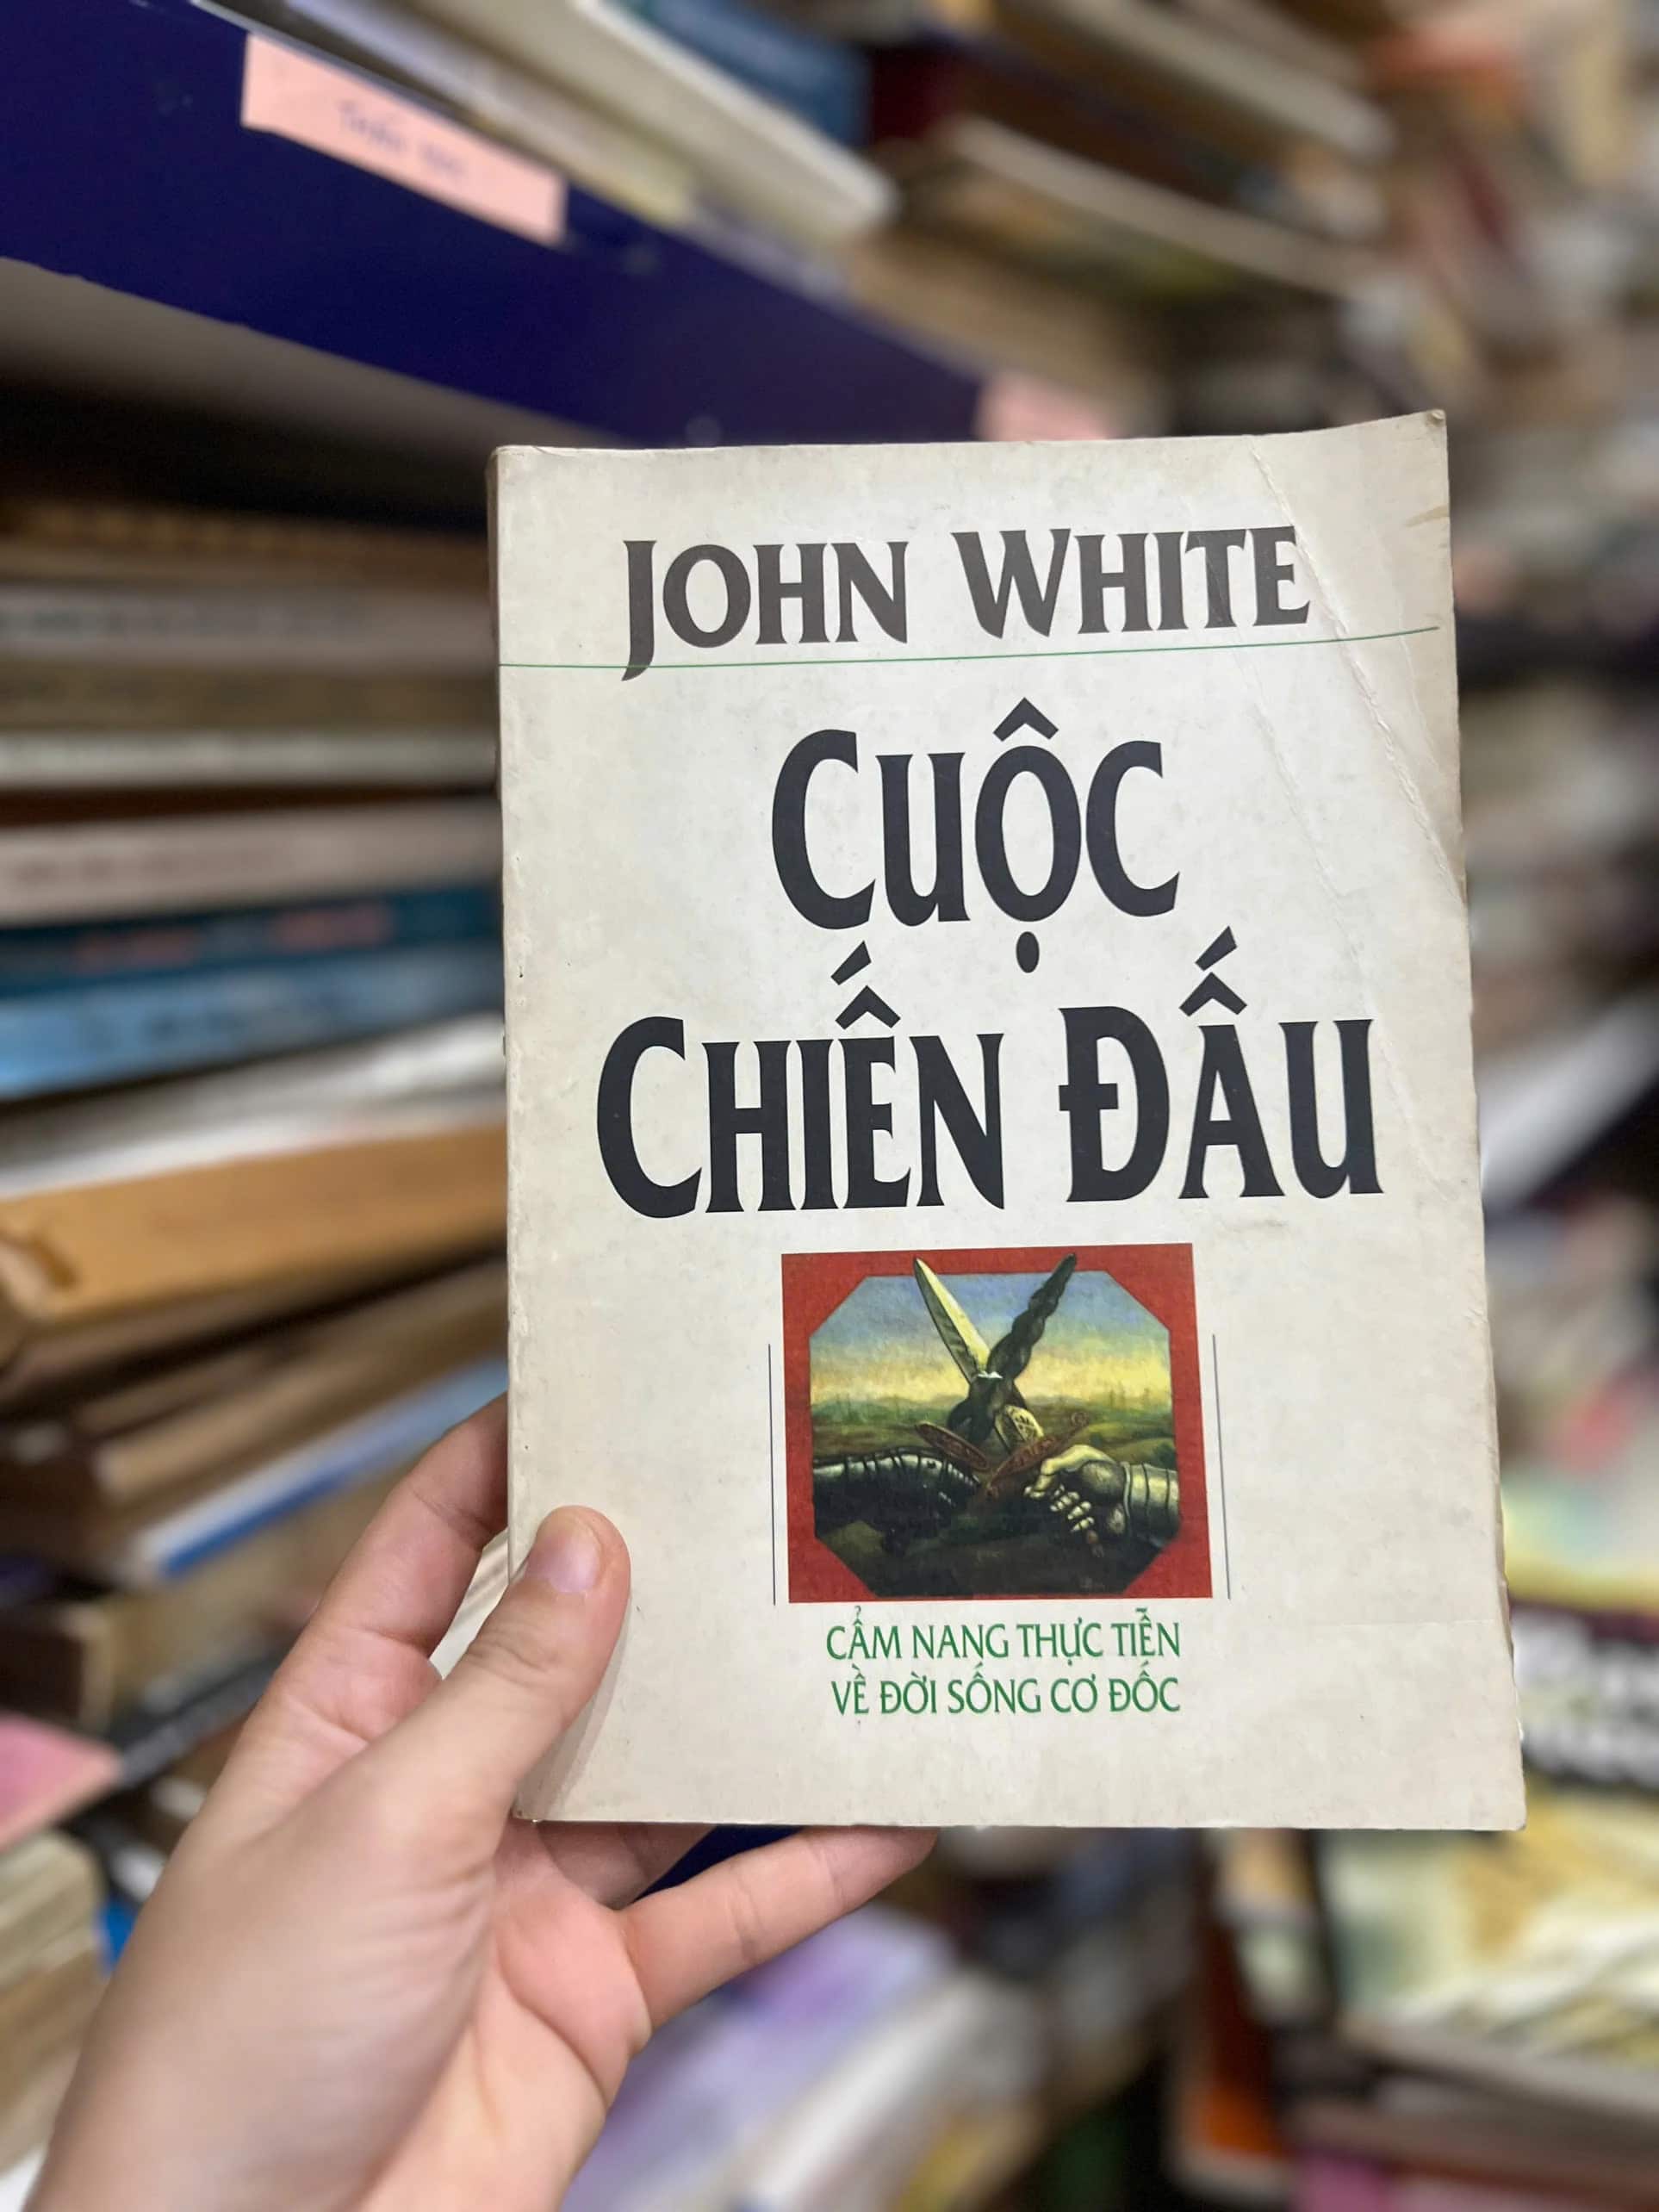 JOHN WHITE
CUỘC
CHIẾN ĐẤU
CẨM NANG THỰC TIỄN
VỀ ĐỜI SỐNG CƠ ĐỐC